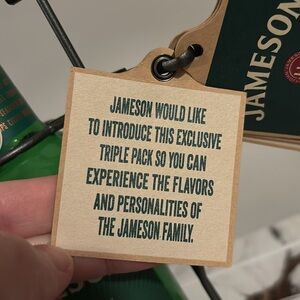 JAMESON WOULD LIKE
TO INTRODUCE THIS EXCLUSIVE
TRIPLE PACK SO YOU CAN
EXPERIENCE THE FLAVORS
AND PERSONALITIES OF
THE JAMESON FAMILY.
JAMESON